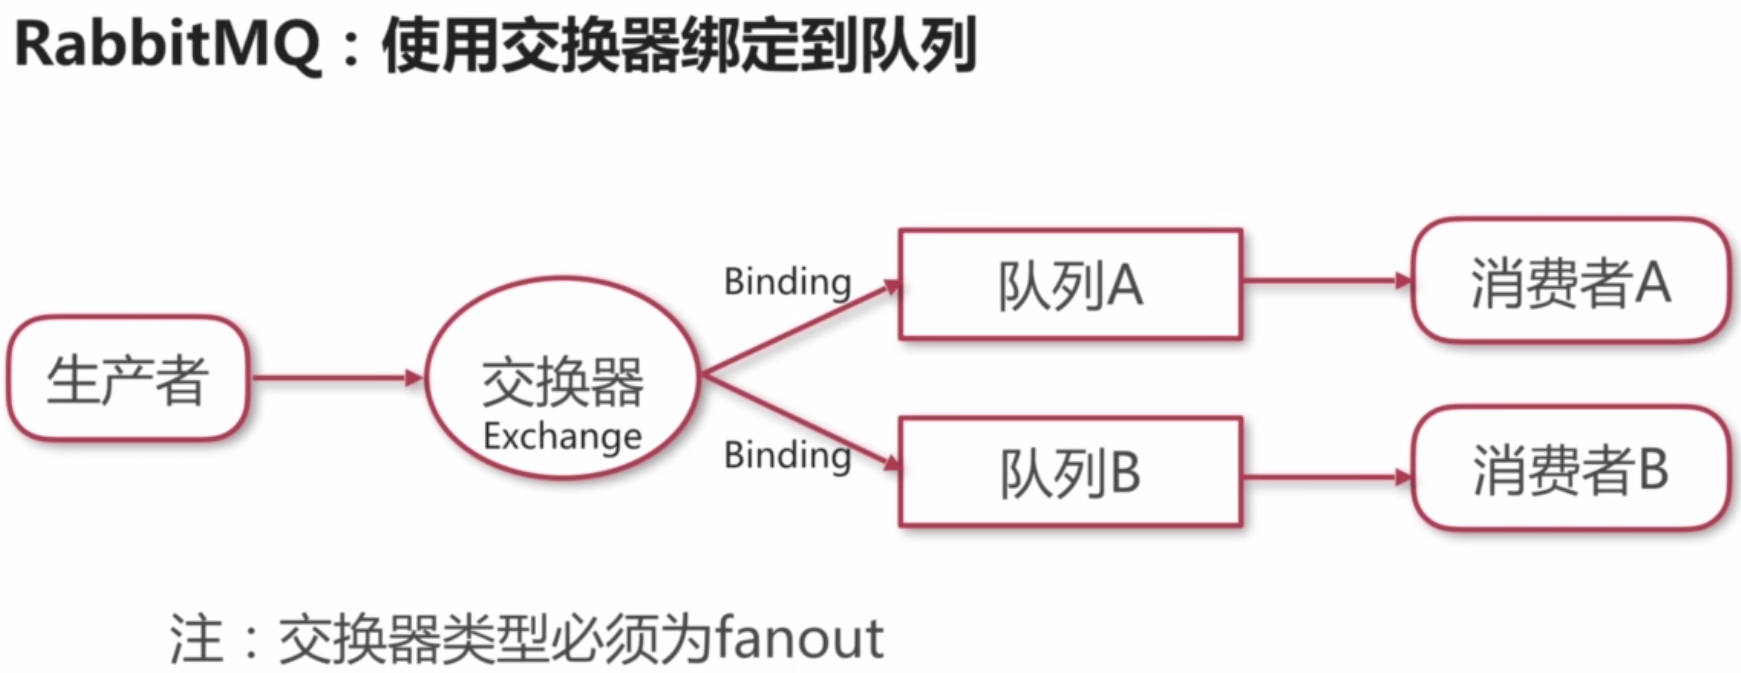 RabbitMQ：使用交换器绑定到队列
生产者
交换器
Exchange
Binding
Binding
队列A
队列B
消费者A
消费者B
注：交换器类型必须为fanout